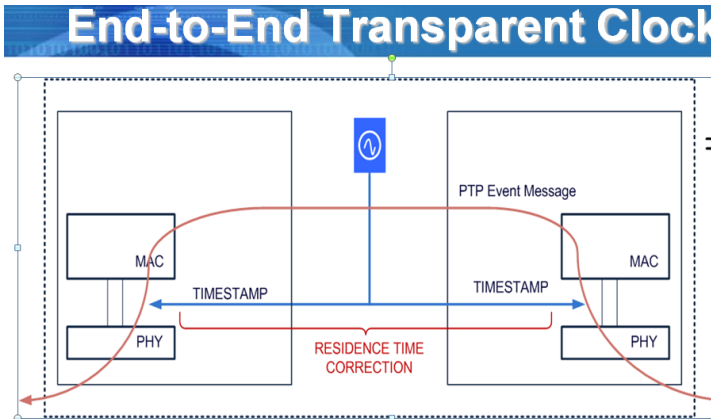 End-to-End Transparent Clock
PTP Event Message
MAC
MAC
TIMESTAMP
TIMESTAMP
PHY
PHY
RESIDENCE TIME
CORRECTION